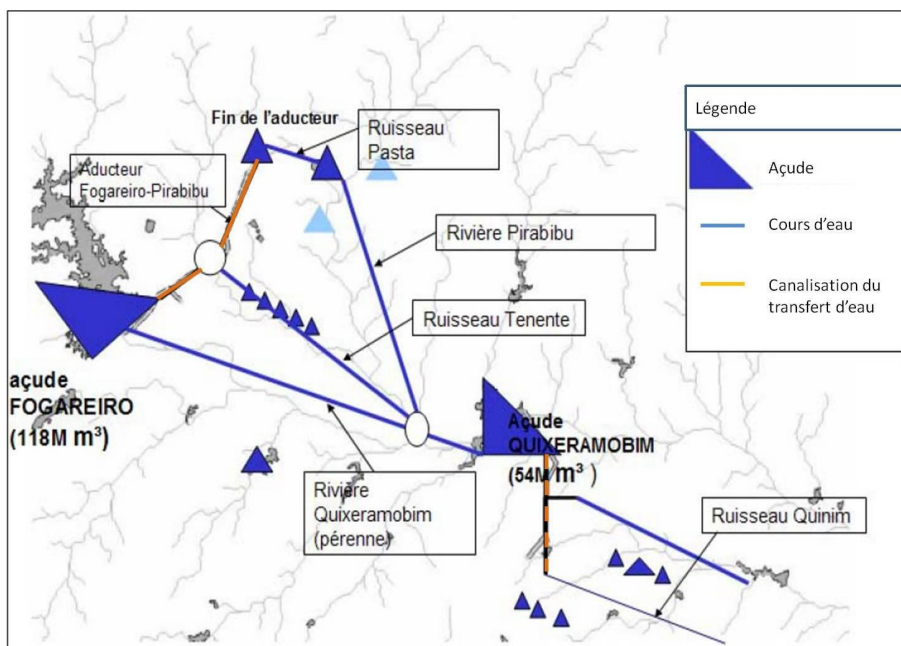 Fin de l'aducteur
Ruisseau
Pasta
Aducteur
Fogareiro-Pirabibu
Rivière Pirabibu
Ruisseau Tenente
açude
FOGAREIRO
(118M m³)
Açude
QUIXERAMOBIM
(54M/m³ )
Rivière
Quixeramobim
(pérenne)
Ruisseau Quinim
Légende
Açude
Cours d'eau
Canalisation du
transfert d'eau